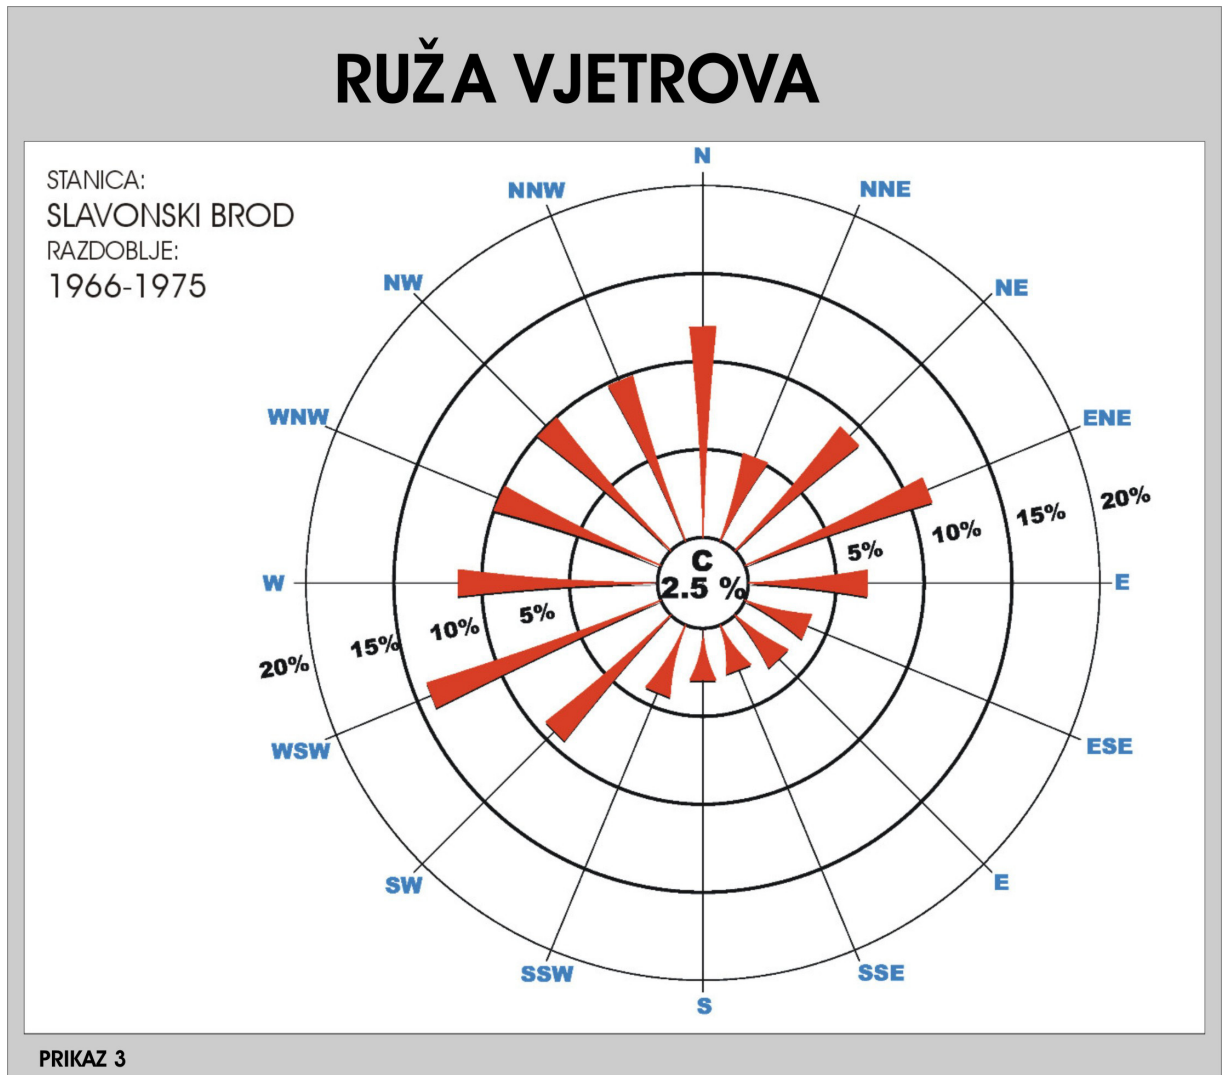 RUŽA VJETROVA
STANICA:
SLAVONSKI BROD
RAZDOBLJE:
1966-1975
N
NNW
NNE
NW
NE
WNW
ENE
20%
15%
10%
5%
C
2.5 %
W
E
5%
10%
15%
20%
WSW
ESE
SW
E
SSW
SSE
S
PRIKAZ 3